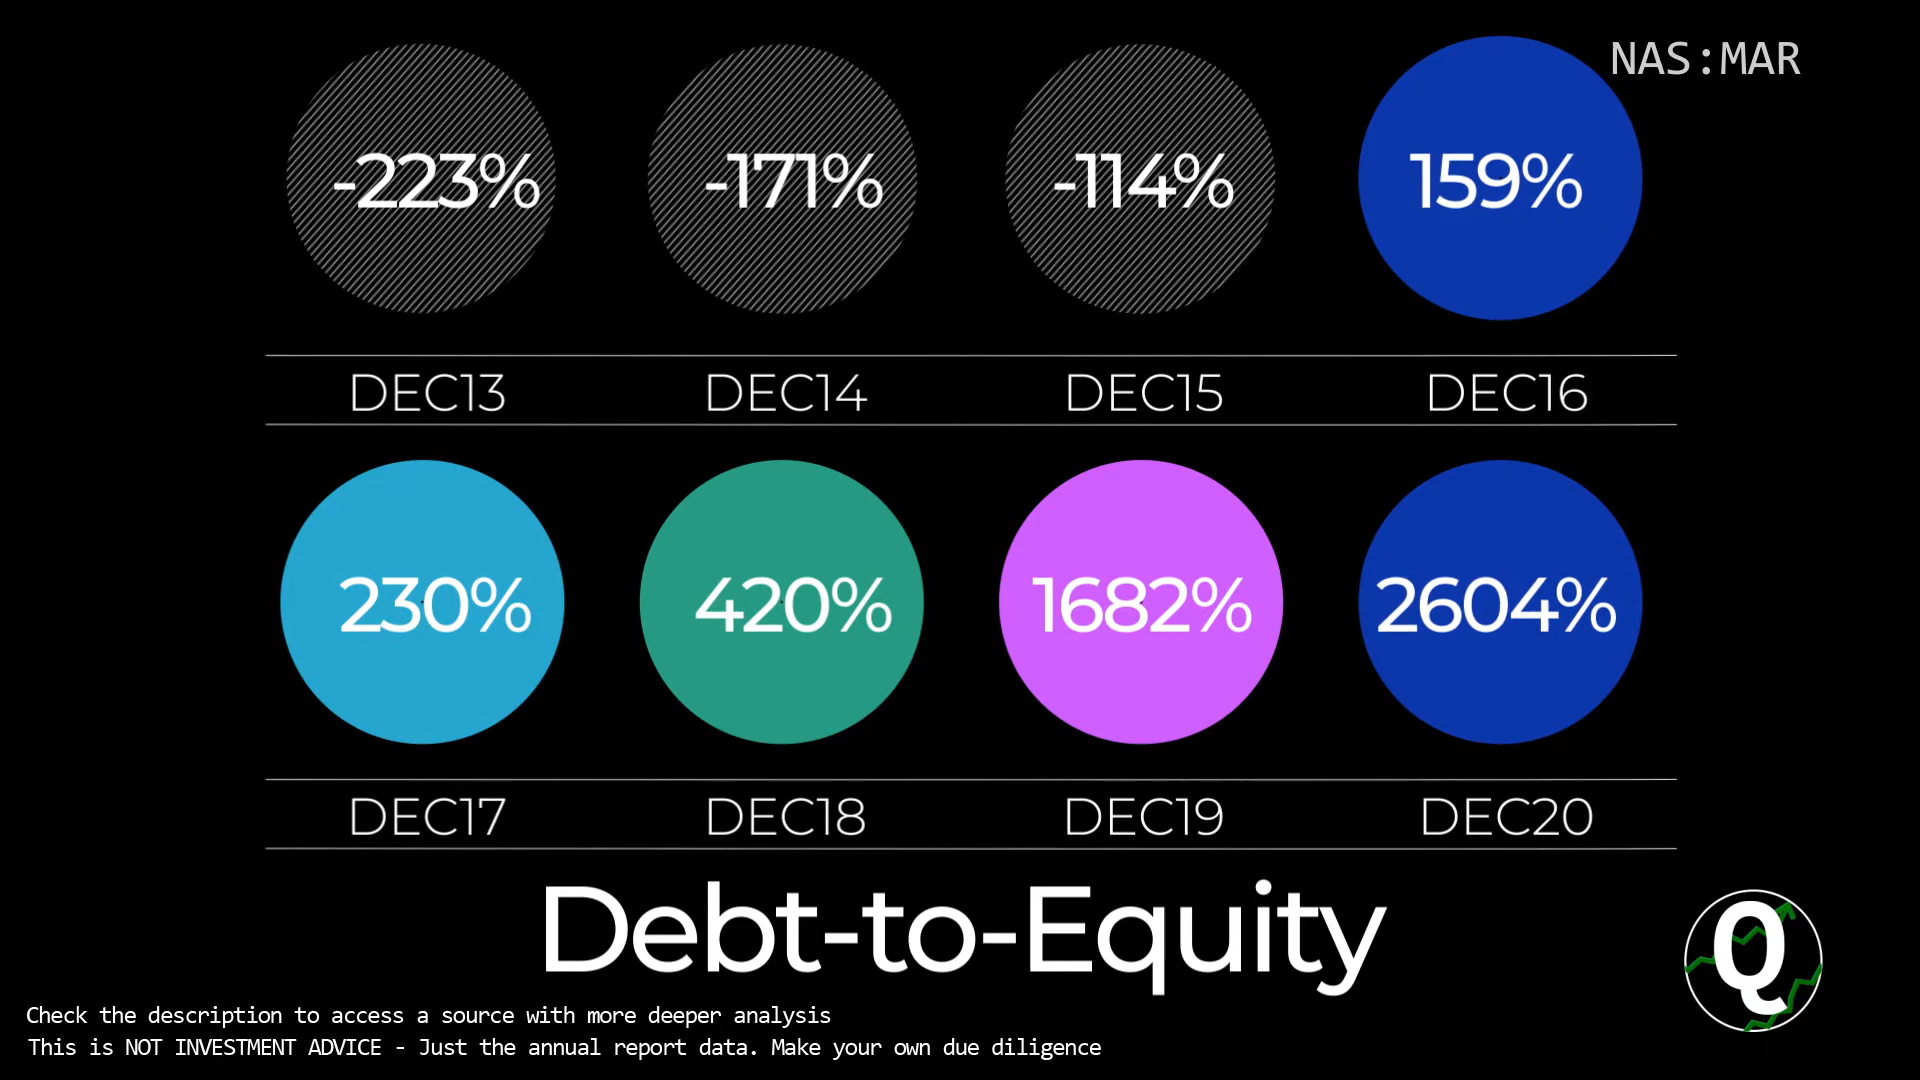 NAS:MAR
-223% -171% -114% 159%
DEC13 DEC14 DEC15 DEC16
230% 420% 1682% 2604%
DEC17 DEC18 DEC19 DEC20
Debt-to-Equity
Q
Check the description to access a source with more deeper analysis
This is NOT INVESTMENT ADVICE - Just the annual report data. Make your own due diligence